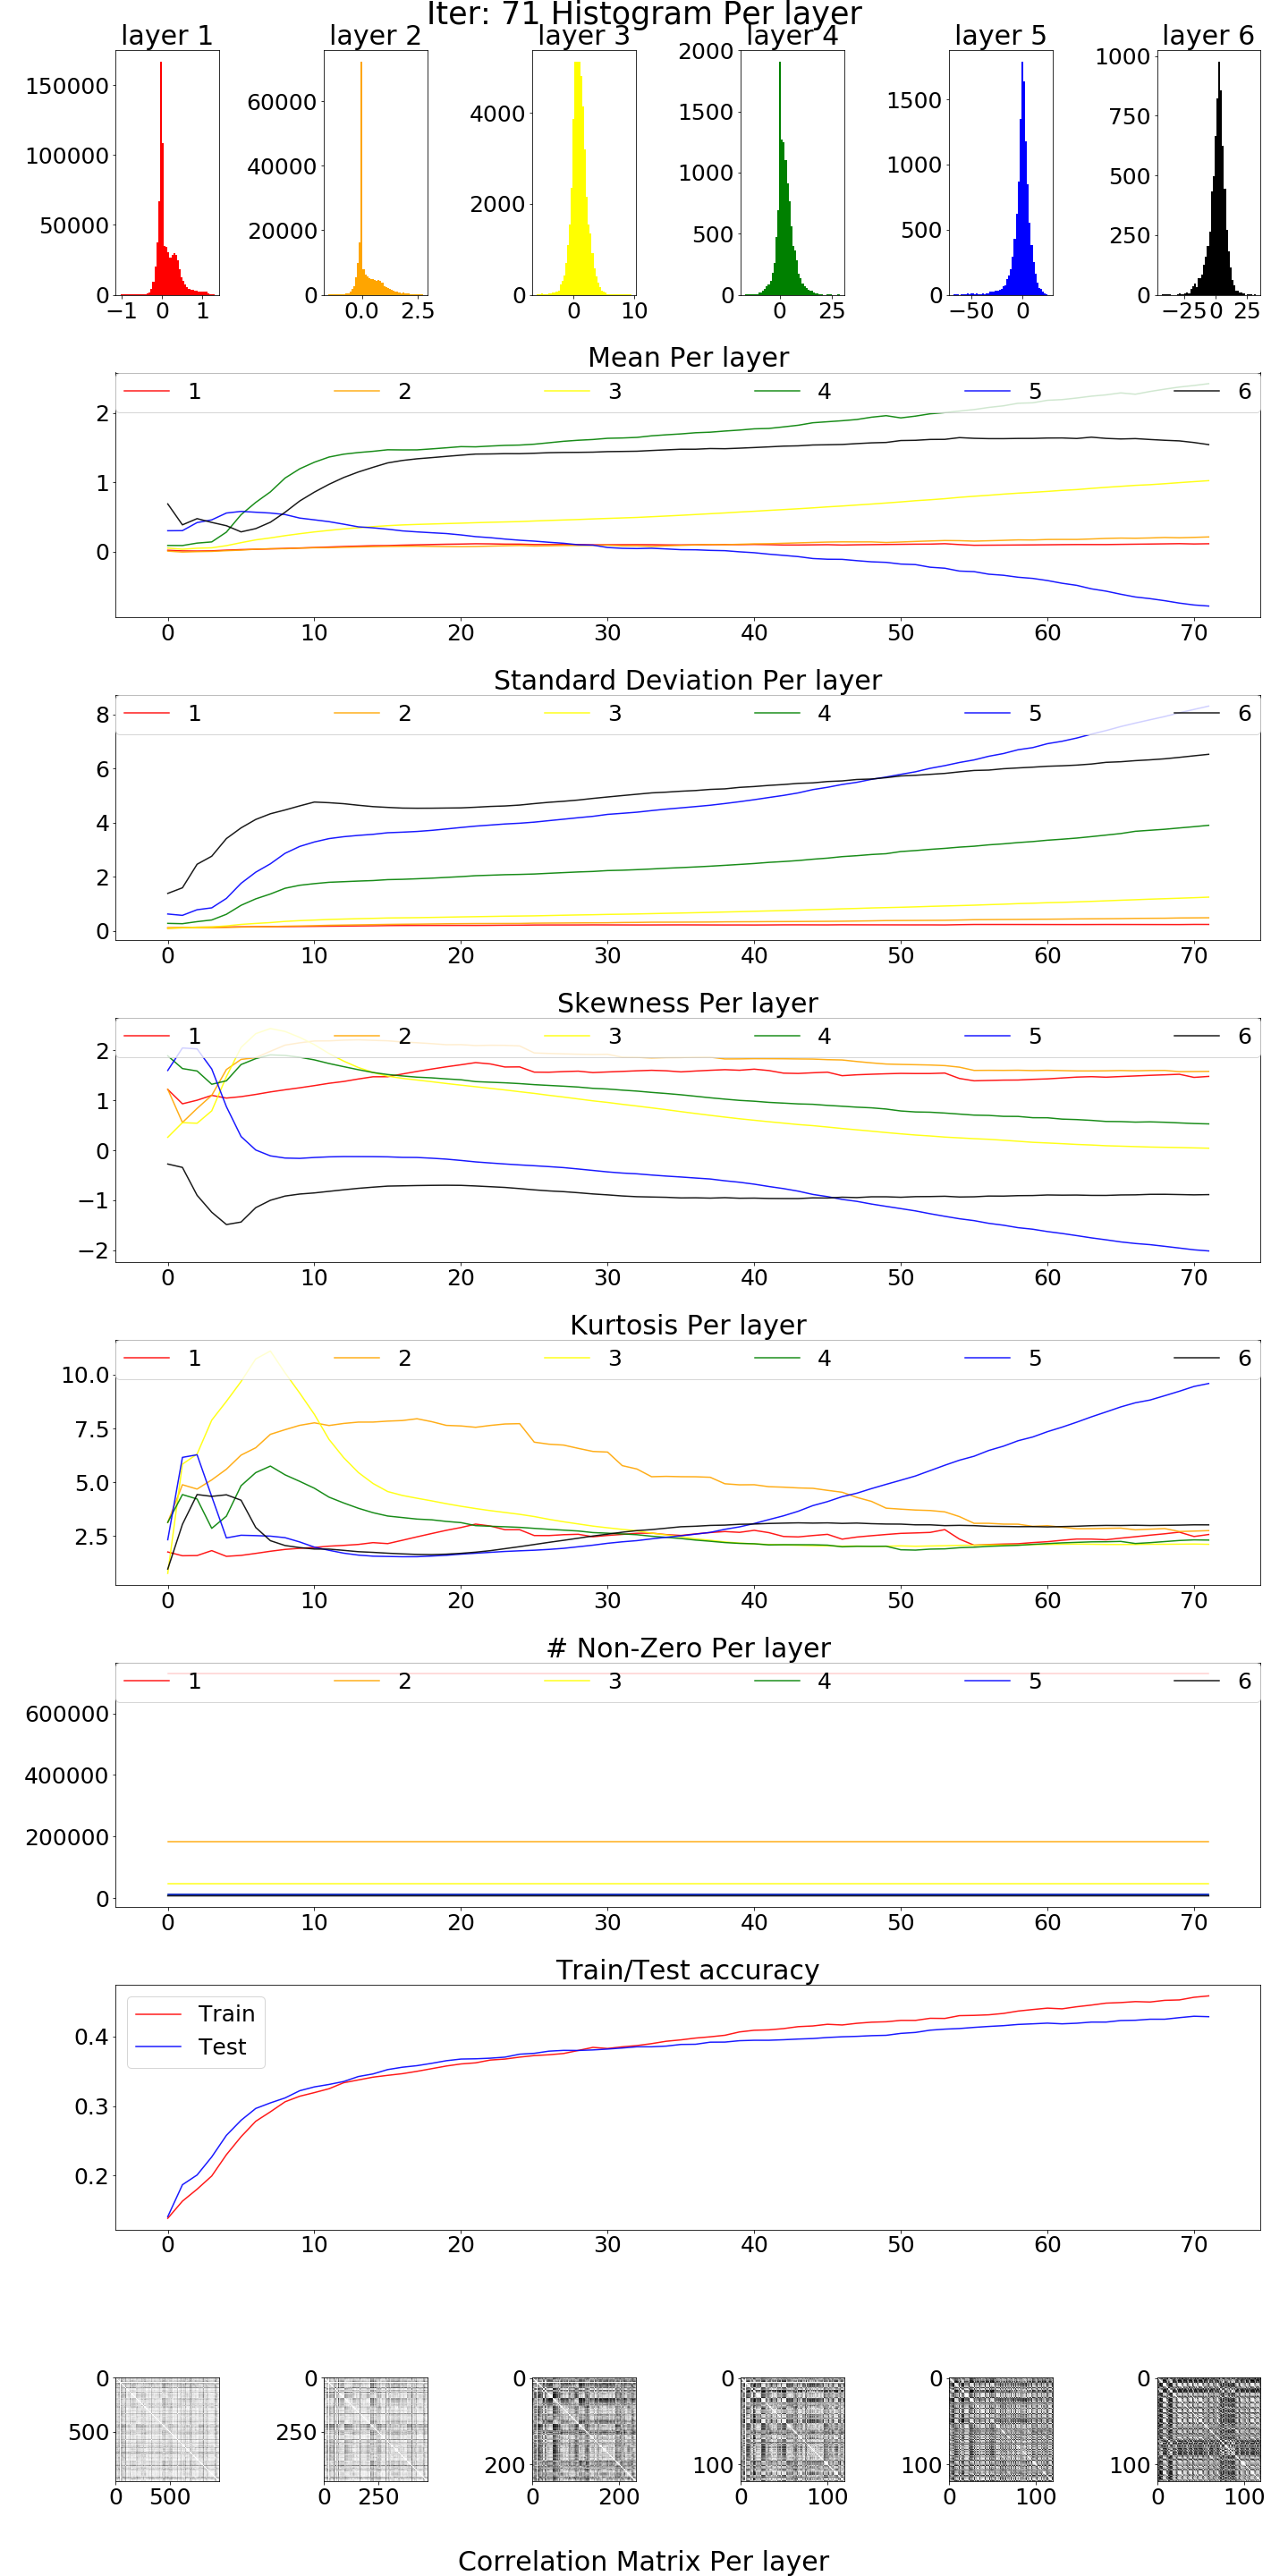 Iter: 71 Histogram Per layer
layer 1 layer 2 layer 3 layer 4 layer 5 layer 6
150000 100000 50000 0
60000 40000 20000 0
4000 2000 0
2000 1500 1000 500 0
1500 1000 500 0
1000 750 500 250 0
−1 0 1
0.0 2.5
0 10
0 25
−50 0
−25 0 25
Mean Per layer
1 2 3 4 5 6
2
1
0
0 10 20 30 40 50 60 70
Standard Deviation Per layer
1 2 3 4 5 6
8
6
4
2
0
0 10 20 30 40 50 60 70
Skewness Per layer
1 2 3 4 5 6
2
1
0
−1
−2
0 10 20 30 40 50 60 70
Kurtosis Per layer
1 2 3 4 5 6
10.0
7.5
5.0
2.5
0 10 20 30 40 50 60 70
# Non-Zero Per layer
1 2 3 4 5 6
600000
400000
200000
0
0 10 20 30 40 50 60 70
Train/Test accuracy
Train
Test
0.4
0.3
0.2
0 10 20 30 40 50 60 70
0 500
0 250
0 200
0 100
0 100
0 100
0 500
0 250
0 200
0 100
0 100
0 100
Correlation Matrix Per layer